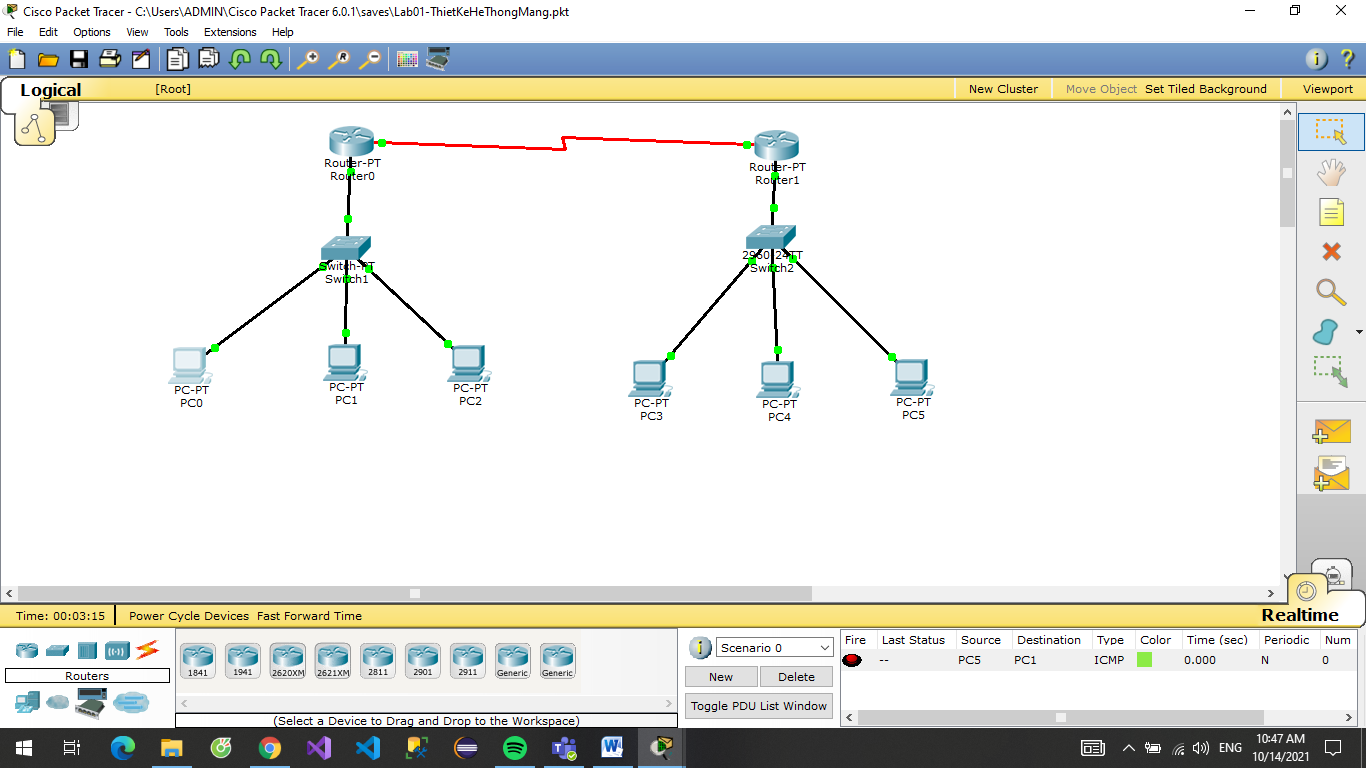 Cisco Packet Tracer - C:\Users\ADMIN\Cisco Packet Tracer 6.0.1\saves\Lab01-ThietKeHeThongMang.pkt
File Edit Options View Tools Extensions Help
Logical [Root] New Cluster Move Object Set Tiled Background Viewport
Router-PT
Router0
Router-PT
Router1
Switch-PT
Switch1
2960-24TT
Switch2
PC-PT
PC0
PC-PT
PC1
PC-PT
PC2
PC-PT
PC3
PC-PT
PC4
PC-PT
PC5
Time: 00:03:15 Power Cycle Devices Fast Forward Time Realtime
Routers
1841 1941 2620XM 2621XM 2811 2901 2911 Generic Generic
(Select a Device to Drag and Drop to the Workspace)
Scenario 0
New Delete
Toggle PDU List Window
Fire Last Status Source Destination Type Color Time (sec) Periodic Num
-- PC5 PC1 ICMP 0.000 N 0
ENG
10:47 AM
10/14/2021